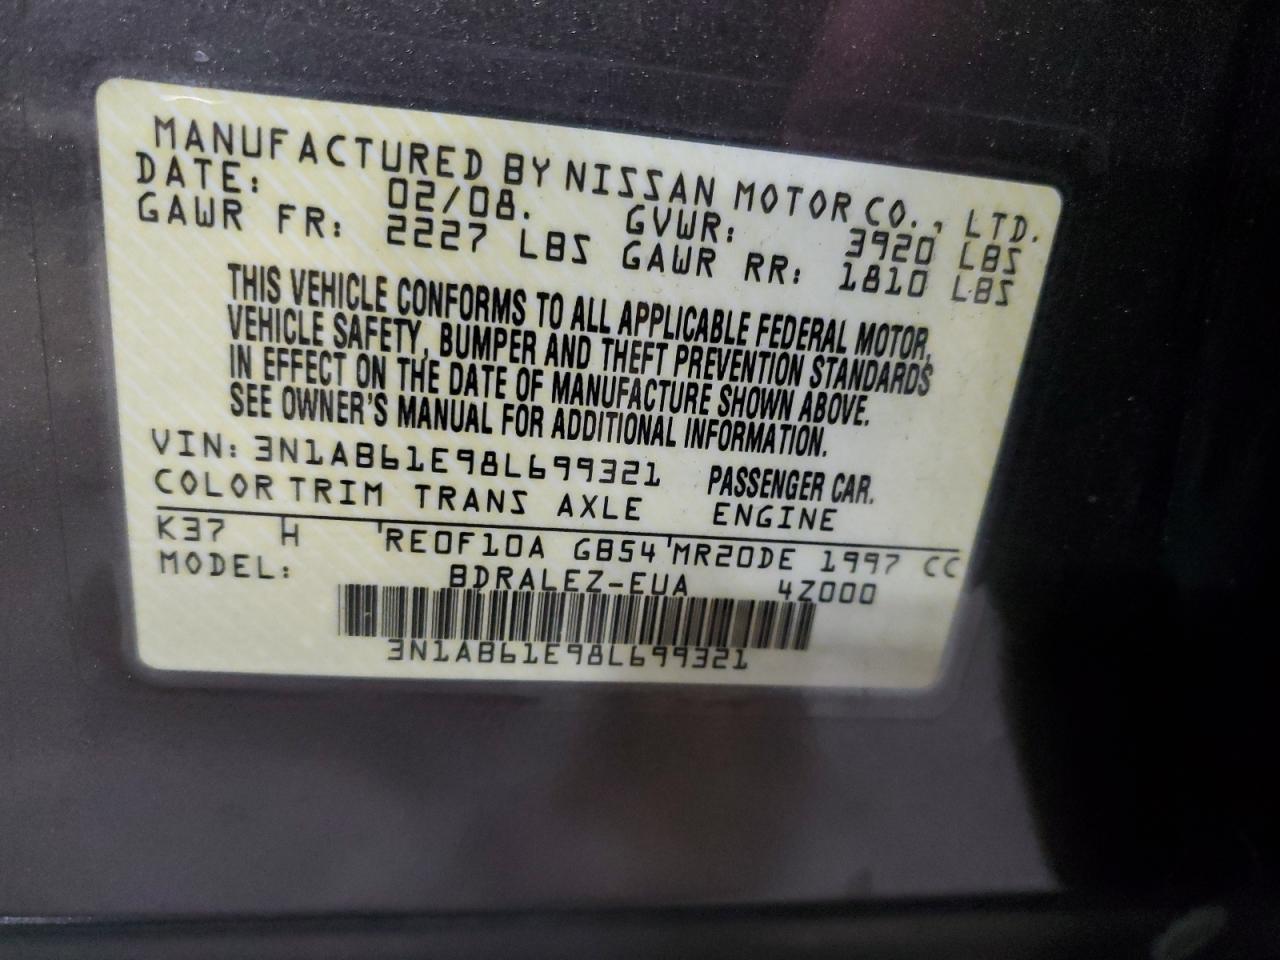 MANUFACTURED BY NISSAN MOTOR CO., LTD.
DATE: 02/08. GVWR: 3920 LBS
GAWR FR: 2227 LBS GAWR RR: 1810 LBS
THIS VEHICLE CONFORMS TO ALL APPLICABLE FEDERAL MOTOR
VEHICLE SAFETY, BUMPER AND THEFT PREVENTION STANDARDS
IN EFFECT ON THE DATE OF MANUFACTURE SHOWN ABOVE.
SEE OWNER'S MANUAL FOR ADDITIONAL INFORMATION.
VIN: 3N1AB61E98L699321 PASSENGER CAR.
COLOR TRIM TRANS AXLE ENGINE
K37 H 'RE0F10A GB54'MR20DE 1997 CC
MODEL: BDRALEZ-EUA 4Z000
3N1AB61E98L699321